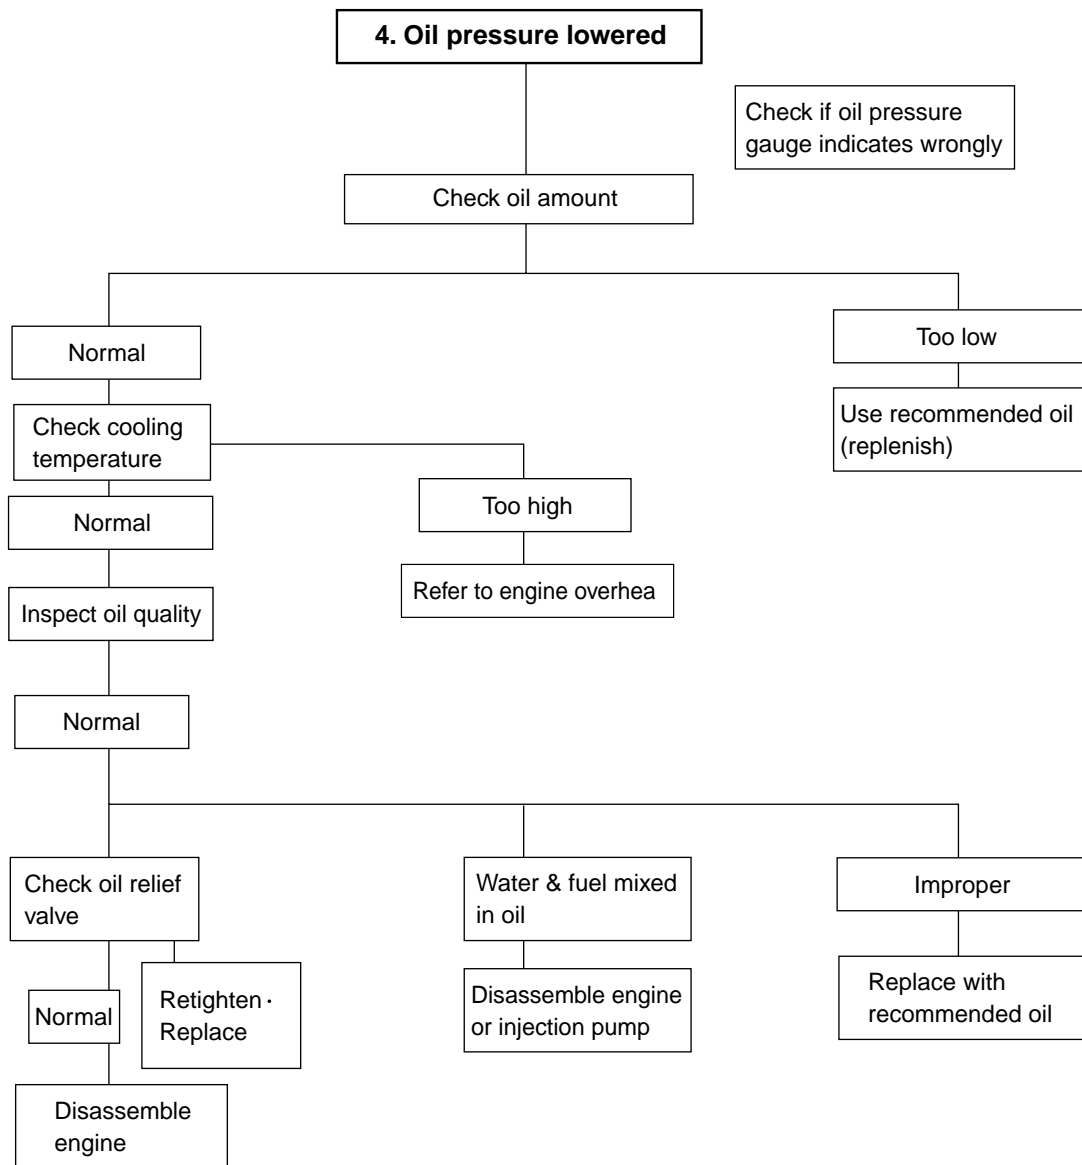 4. Oil pressure lowered
Check if oil pressure
gauge indicates wrongly
Check oil amount
Normal
Too low
Check cooling
temperature
Use recommended oil
(replenish)
Normal
Too high
Inspect oil quality
Refer to engine overhea
Normal
Check oil relief
valve
Water & fuel mixed
in oil
Improper
Normal
Retighten·
Replace
Disassemble engine
or injection pump
Replace with
recommended oil
Disassemble
engine